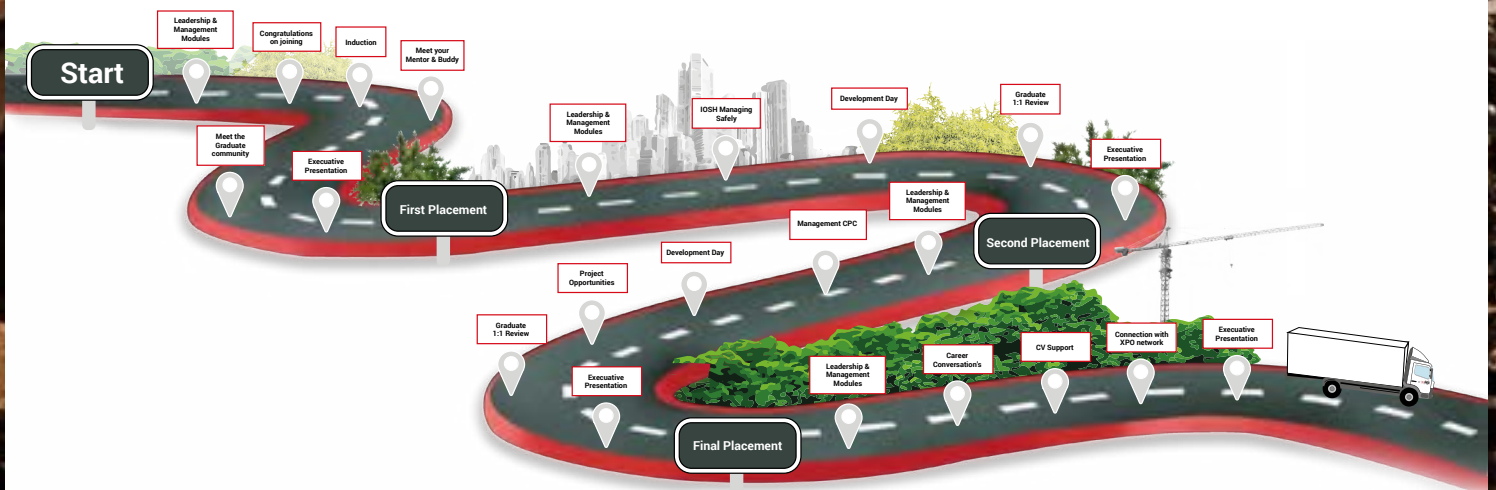 Start
Leadership &
Management
Modules
Congratulations
on joining
Induction
Meet your
Mentor & Buddy
Meet the
Graduate
community
Executive
Presentation
First Placement
Leadership &
Management
Modules
IOSH Managing
Safely
Development Day
Graduate
1:1 Review
Executive
Presentation
Second Placement
Leadership &
Management
Modules
Management CPC
Development Day
Project
Opportunities
Graduate
1:1 Review
Executive
Presentation
Final Placement
Leadership &
Management
Modules
Career
Conversation's
CV Support
Connection with
XPO network
Executive
Presentation